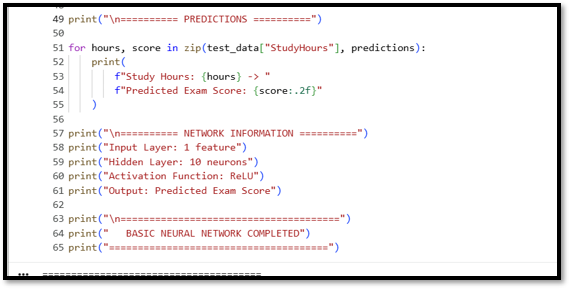 49 print("\n========== PREDICTIONS ==========")
50
51 for hours, score in zip(test_data["StudyHours"], predictions):
52     print(
53         f"Study Hours: {hours} -> "
54         f"Predicted Exam Score: {score:.2f}"
55     )
56
57 print("\n========== NETWORK INFORMATION ==========")
58 print("Input Layer: 1 feature")
59 print("Hidden Layer: 10 neurons")
60 print("Activation Function: ReLU")
61 print("Output: Predicted Exam Score")
62
63 print("\n======================================")
64 print("   BASIC NEURAL NETWORK COMPLETED")
65 print("======================================")
••• ======================================